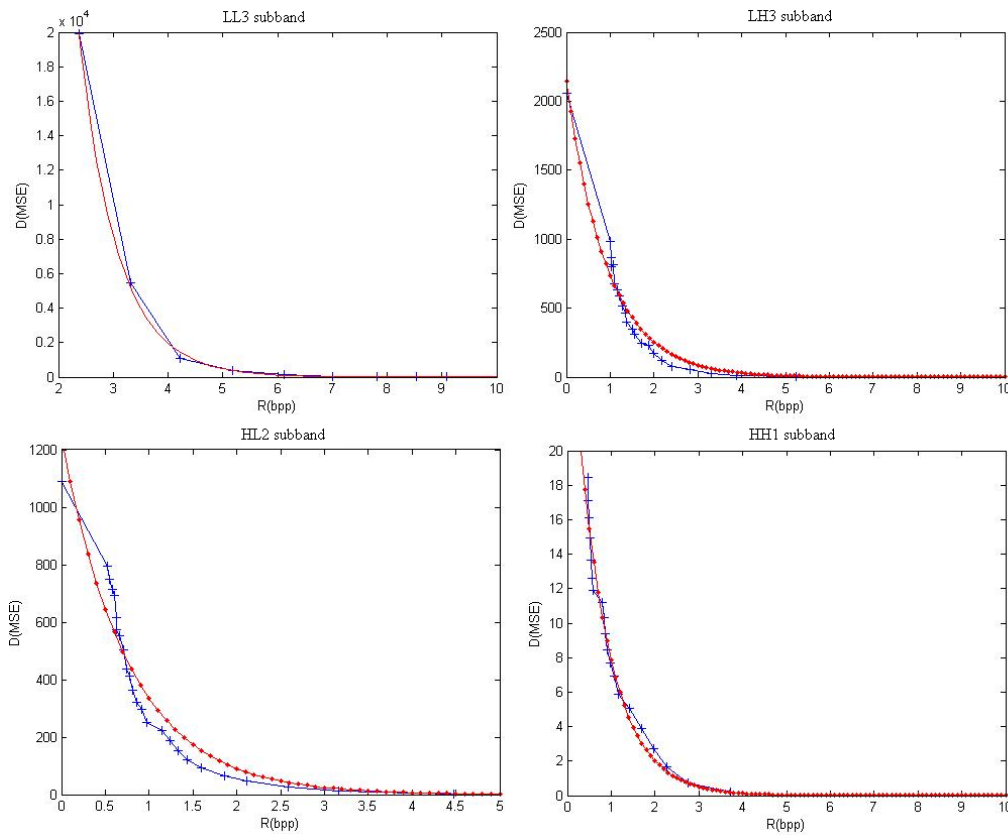 LL3 subband
x 10^4
2
1.8
1.6
1.4
1.2
1
0.8
0.6
0.4
0.2
0
D(MSE)
2 3 4 5 6 7 8 9 10
R(bpp)
LH3 subband
2500
2000
1500
1000
500
0
D(MSE)
0 1 2 3 4 5 6 7 8 9 10
R(bpp)
HL2 subband
1200
1000
800
600
400
200
0
D(MSE)
0 0.5 1 1.5 2 2.5 3 3.5 4 4.5 5
R(bpp)
HH1 subband
20
18
16
14
12
10
8
6
4
2
0
D(MSE)
0 1 2 3 4 5 6 7 8 9 10
R(bpp)